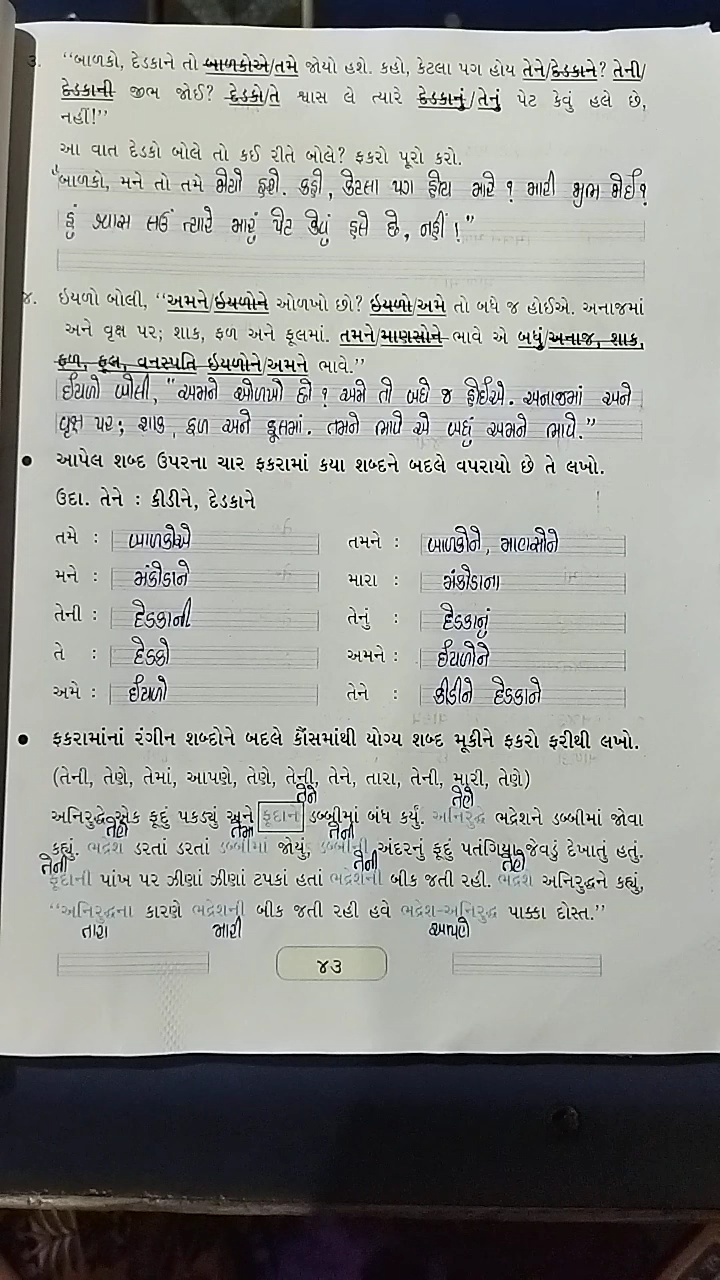 ૩. “બાળકો, દેડકાને તો બાળકોએ/તમે જોયો હશે. કહો, કેટલા પગ હોય તેને/દેડકાને? તેની/
દેડકાની જીભ જોઈ? દેડકો/તે શ્વાસ લે ત્યારે દેડકાનું/તેનું પેટ કેવું હલે છે,
નહીં!”
આ વાત દેડકો બોલે તો કઈ રીતે બોલે? ફકરો પૂરો કરો.
“બાળકો, મને તો તમે જોયો હશે. કહો, કેટલા પગ હોય મારે? મારી જીભ જોઈ?
હું શ્વાસ લઉં ત્યારે મારું પેટ કેવું હલે છે, નહીં!”
૪. ઇયળો બોલી, “અમને/ઇયળોને ઓળખો છો? ઇયળો/અમે તો બધે જ હોઈએ. અનાજમાં
અને વૃક્ષ પર; શાક, ફળ અને ફૂલમાં. તમને/માણસોને ભાવે એ બધું/અનાજ, શાક,
ફળ, ફૂલ, વનસ્પતિ ઇયળોને/અમને ભાવે.”
ઈયળો બોલી, “અમને ઓળખો છો? અમે તો બધે જ હોઈએ. અનાજમાં અને
વૃક્ષ પર; શાક, ફળ અને ફૂલમાં. તમને ભાવે એ બધું અમને ભાવે.”
● આપેલ શબ્દ ઉપરના ચાર ફકરામાં કયા શબ્દને બદલે વપરાયો છે તે લખો.
ઉદા. તેને : કીડીને, દેડકાને
તમે : બાળકોએ તમને : બાળકોને, માણસોને
મને : મંકોડાને મારા : મંકોડાના
તેની : દેડકાની તેનું : દેડકાનું
તે : દેડકો અમને : ઈયળોને
અમે : ઈયળો તેને : કીડીને દેડકાને
● ફકરામાંનાં રંગીન શબ્દોને બદલે કૌંસમાંથી યોગ્ય શબ્દ મૂકીને ફકરો ફરીથી લખો.
(તેની, તેણે, તેમાં, આપણે, તેણે, તેની, તેને, તારા, તેની, મારી, તેણે)
તેને તેણે
અનિરુદ્ધે એક ફૂદું પકડ્યું અને ફૂદાને ડબ્બીમાં બંધ કર્યું. અનિરુદ્ધે ભદ્રેશને ડબ્બીમાં જોવા
તેણે તેમાં તેની
કહ્યું. ભદ્રેશે ડરતાં ડરતાં ડબ્બીમાં જોયું, ડબ્બીની અંદરનું ફૂદું પતંગિયા જેવડું દેખાતું હતું.
તેની તેની તેણે
ફૂદાની પાંખ પર ઝીણાં ઝીણાં ટપકાં હતાં ભદ્રેશની બીક જતી રહી. ભદ્રેશે અનિરુદ્ધને કહ્યું,
“અનિરુદ્ધના કારણે ભદ્રેશની બીક જતી રહી હવે ભદ્રેશ-અનિરુદ્ધ પાક્કા દોસ્ત.”
તારા મારી આપણે
૪૩